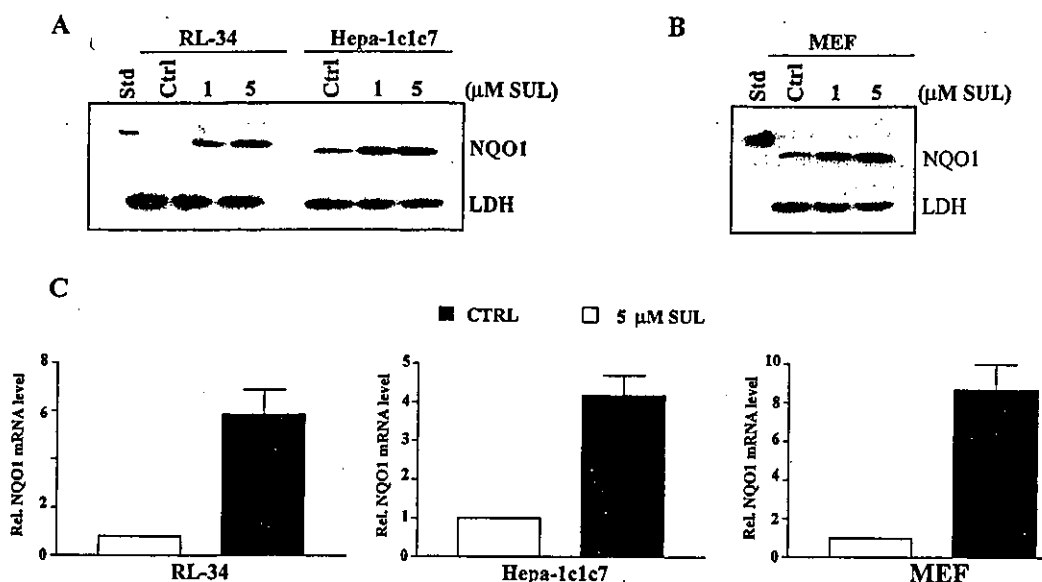 A
RL-34 Hepa-1c1c7
Std Ctrl 1 5 Ctrl 1 5 (μM SUL)
NQO1
LDH
B
MEF
Std Ctrl 1 5 (μM SUL)
NQO1
LDH
C
CTRL 5 μM SUL
Rel. NQO1 mRNA level
8
6
4
2
0
RL-34
Rel. NQO1 mRNA level
5
4
3
2
1
0
Hepa-1c1c7
Rel. NQO1 mRNA level
10
8
6
4
2
0
MEF